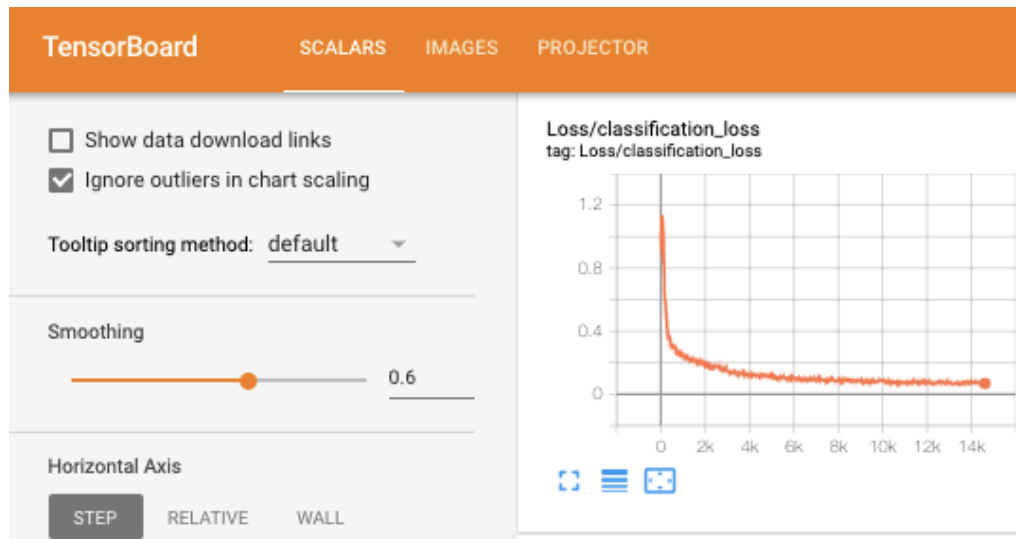 TensorBoard SCALARS IMAGES PROJECTOR
Show data download links
Ignore outliers in chart scaling
Tooltip sorting method: default
Smoothing
0.6
Horizontal Axis
STEP RELATIVE WALL
Loss/classification_loss
tag: Loss/classification_loss
1.2
0.8
0.4
0
0 2k 4k 6k 8k 10k 12k 14k